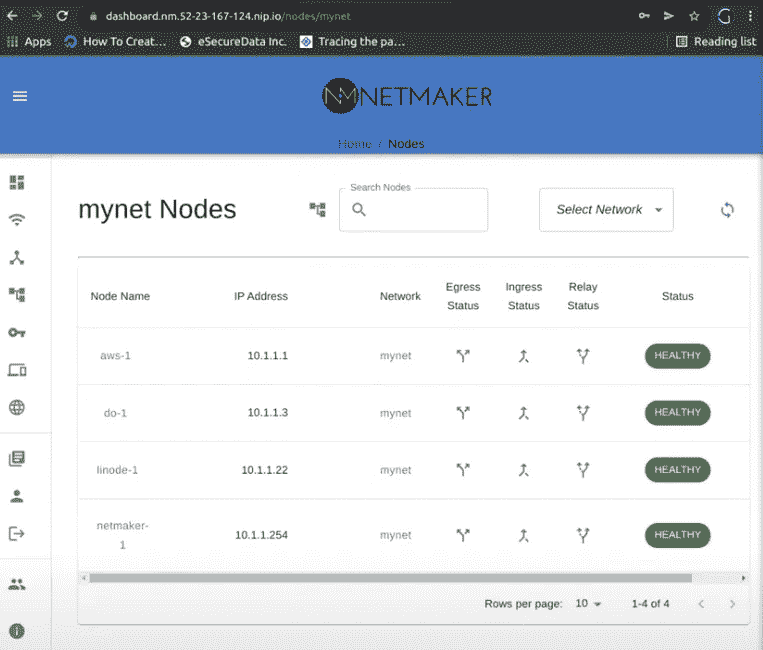 dashboard.nm.52-23-167-124.nip.io/nodes/mynet
Apps How To Creat... eSecureData Inc. Tracing the pa... Reading list
NMNETMAKER
Home / Nodes
mynet Nodes
Search Nodes
Select Network
Node Name IP Address Network Egress Status Ingress Status Relay Status Status
aws-1 10.1.1.1 mynet HEALTHY
do-1 10.1.1.3 mynet HEALTHY
linode-1 10.1.1.22 mynet HEALTHY
netmaker-1 10.1.1.254 mynet HEALTHY
Rows per page: 10 1-4 of 4